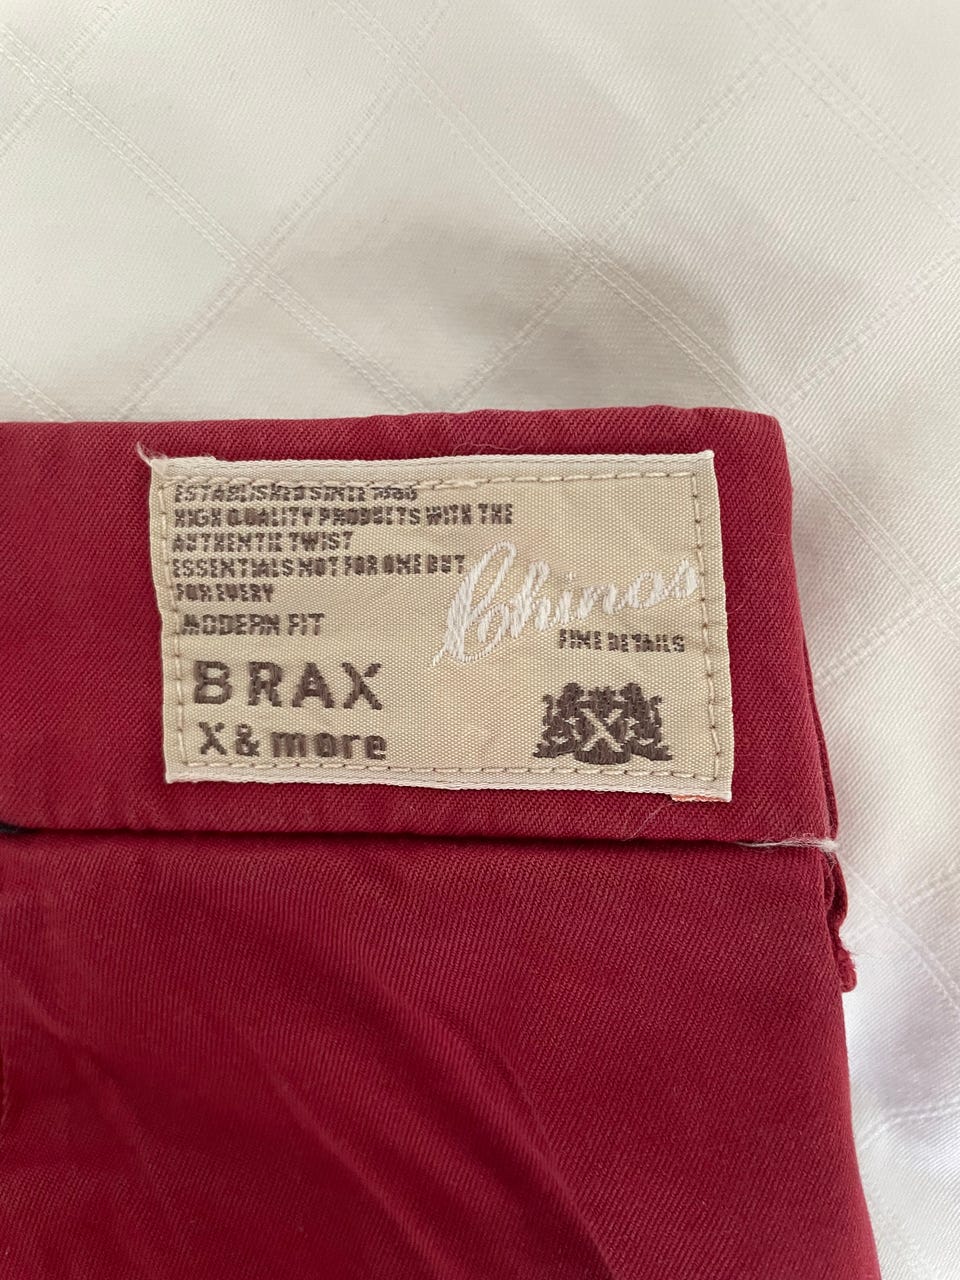 ESTABLISHED SINCE
HIGH QUALITY PRODUCTS WITH THE
AUTHENTIC TWIST
ESSENTIALS NOT FOR ONE BUT
FOR EVERY
MODERN FIT
Chinos
FINE DETAILS
BRAX
X & more
X